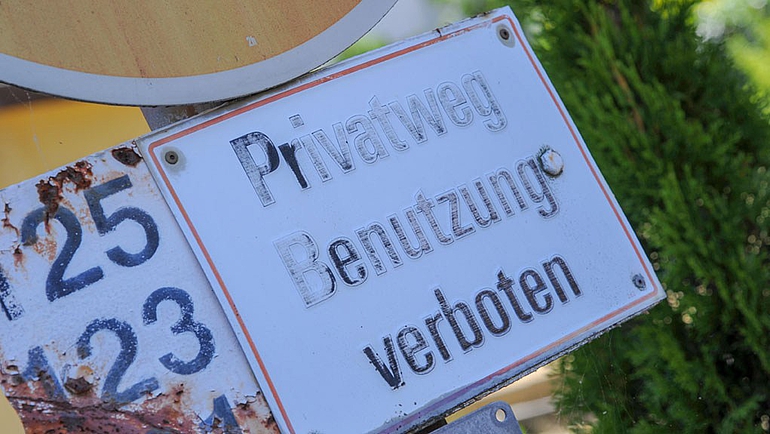 Privatweg
Benutzung
verboten
25
123